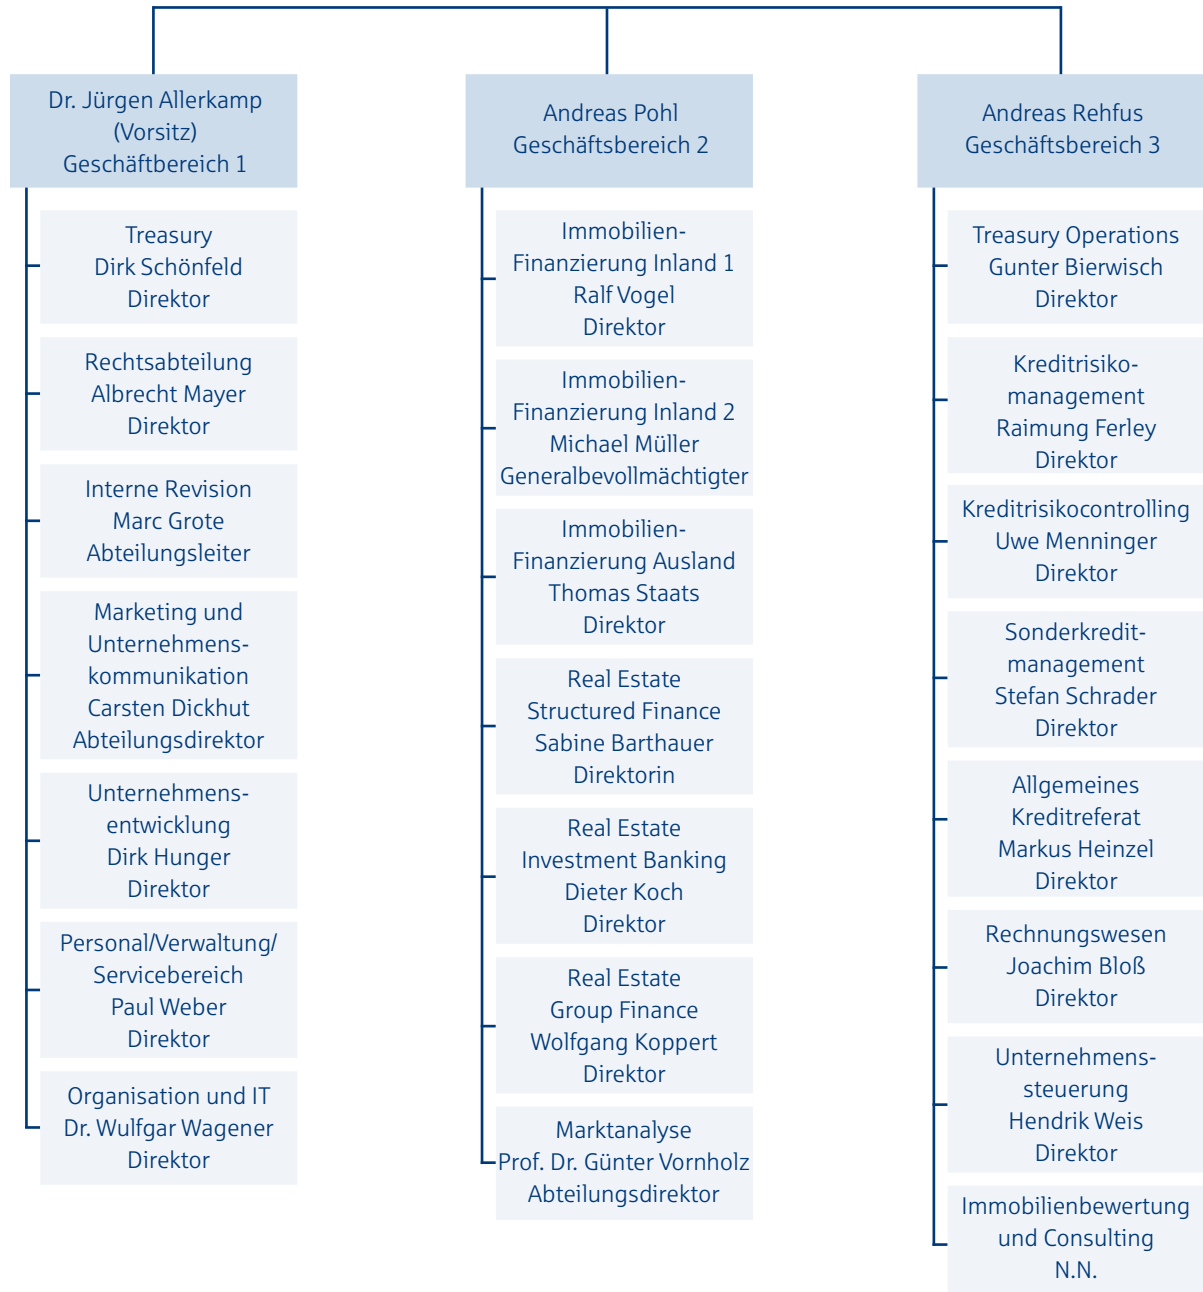 Dr. Jürgen Allerkamp
(Vorsitz)
Geschäftbereich 1
Treasury
Dirk Schönfeld
Direktor
Rechtsabteilung
Albrecht Mayer
Direktor
Interne Revision
Marc Grote
Abteilungsleiter
Marketing und
Unternehmens-
kommunikation
Carsten Dickhut
Abteilungsdirektor
Unternehmens-
entwicklung
Dirk Hunger
Direktor
Personal/Verwaltung/
Servicebereich
Paul Weber
Direktor
Organisation und IT
Dr. Wulfgar Wagener
Direktor
Andreas Pohl
Geschäftsbereich 2
Immobilien-
Finanzierung Inland 1
Ralf Vogel
Direktor
Immobilien-
Finanzierung Inland 2
Michael Müller
Generalbevollmächtigter
Immobilien-
Finanzierung Ausland
Thomas Staats
Direktor
Real Estate
Structured Finance
Sabine Barthauer
Direktorin
Real Estate
Investment Banking
Dieter Koch
Direktor
Real Estate
Group Finance
Wolfgang Koppert
Direktor
Marktanalyse
Prof. Dr. Günter Vornholz
Abteilungsdirektor
Andreas Rehfus
Geschäftsbereich 3
Treasury Operations
Gunter Bierwisch
Direktor
Kreditrisiko-
management
Raimung Ferley
Direktor
Kreditrisikocontrolling
Uwe Menninger
Direktor
Sonderkredit-
management
Stefan Schrader
Direktor
Allgemeines
Kreditreferat
Markus Heinzel
Direktor
Rechnungswesen
Joachim Bloß
Direktor
Unternehmens-
steuerung
Hendrik Weis
Direktor
Immobilienbewertung
und Consulting
N.N.